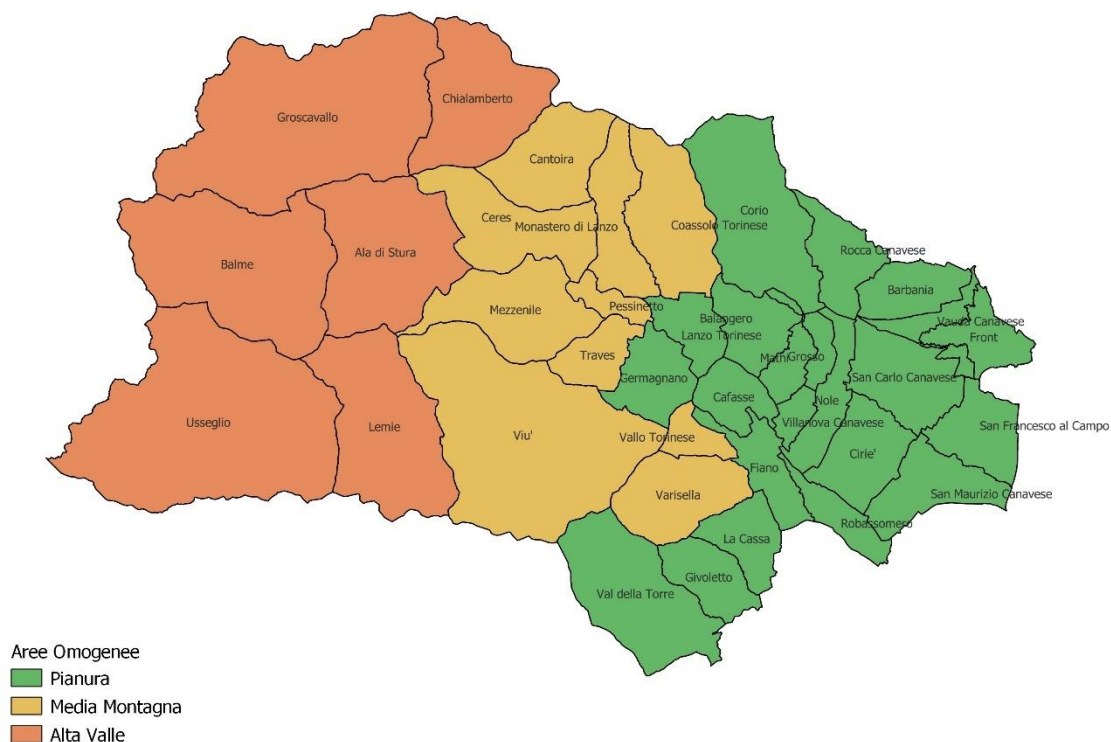 Chialamberto
Groscavallo
Cantoira
Corio
Ceres
Monastero di Lanzo
Coassolo Torinese
Ala di Stura
Rocca Canavese
Balme
Barbania
Mezzenile
Pessinetto
Balangero
Vauda Canavese
Lanzo Torinese
Front
Traves
Mathi
Grosso
Germagnano
San Carlo Canavese
Cafasse
Nole
Usseglio
Lemie
Villanova Canavese
San Francesco al Campo
Viu'
Vallo Torinese
Cirie'
Fiano
Varisella
San Maurizio Canavese
Robassomero
La Cassa
Givoletto
Val della Torre
Aree Omogenee
Pianura
Media Montagna
Alta Valle